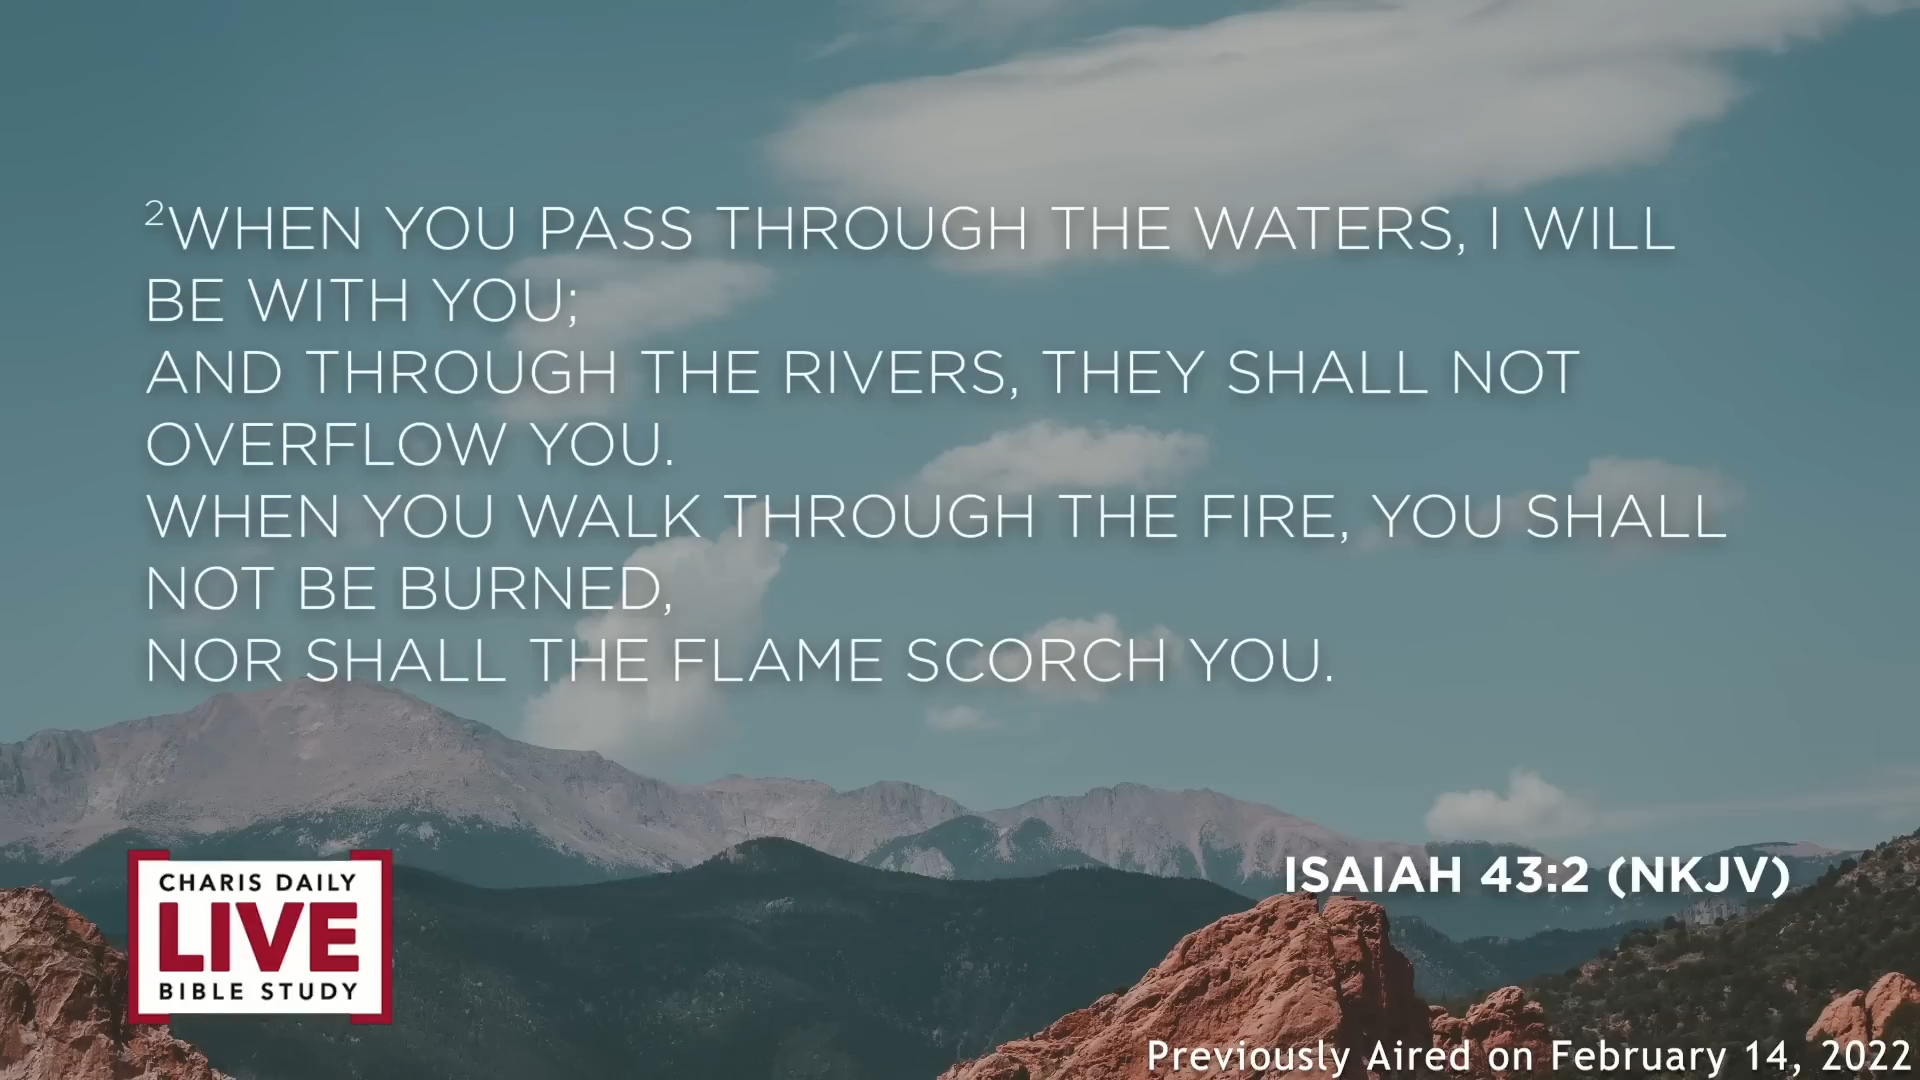 ²WHEN YOU PASS THROUGH THE WATERS, I WILL
BE WITH YOU;
AND THROUGH THE RIVERS, THEY SHALL NOT
OVERFLOW YOU.
WHEN YOU WALK THROUGH THE FIRE, YOU SHALL
NOT BE BURNED,
NOR SHALL THE FLAME SCORCH YOU.
ISAIAH 43:2 (NKJV)
CHARIS DAILY
LIVE
BIBLE STUDY
Previously Aired on February 14, 2022